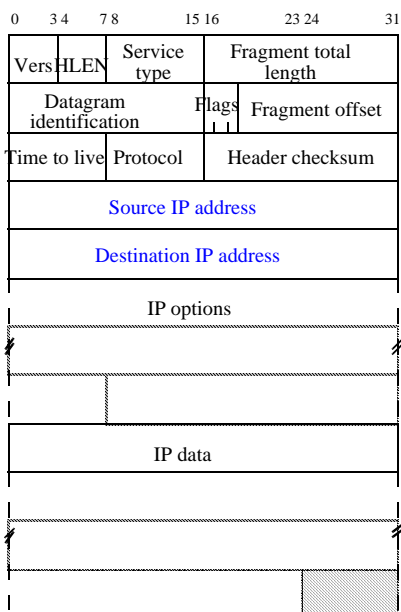 0 3 4 7 8 15 16 23 24 31
Vers HLEN Service type Fragment total length
Datagram identification Flags Fragment offset
Time to live Protocol Header checksum
Source IP address
Destination IP address
IP options
IP data